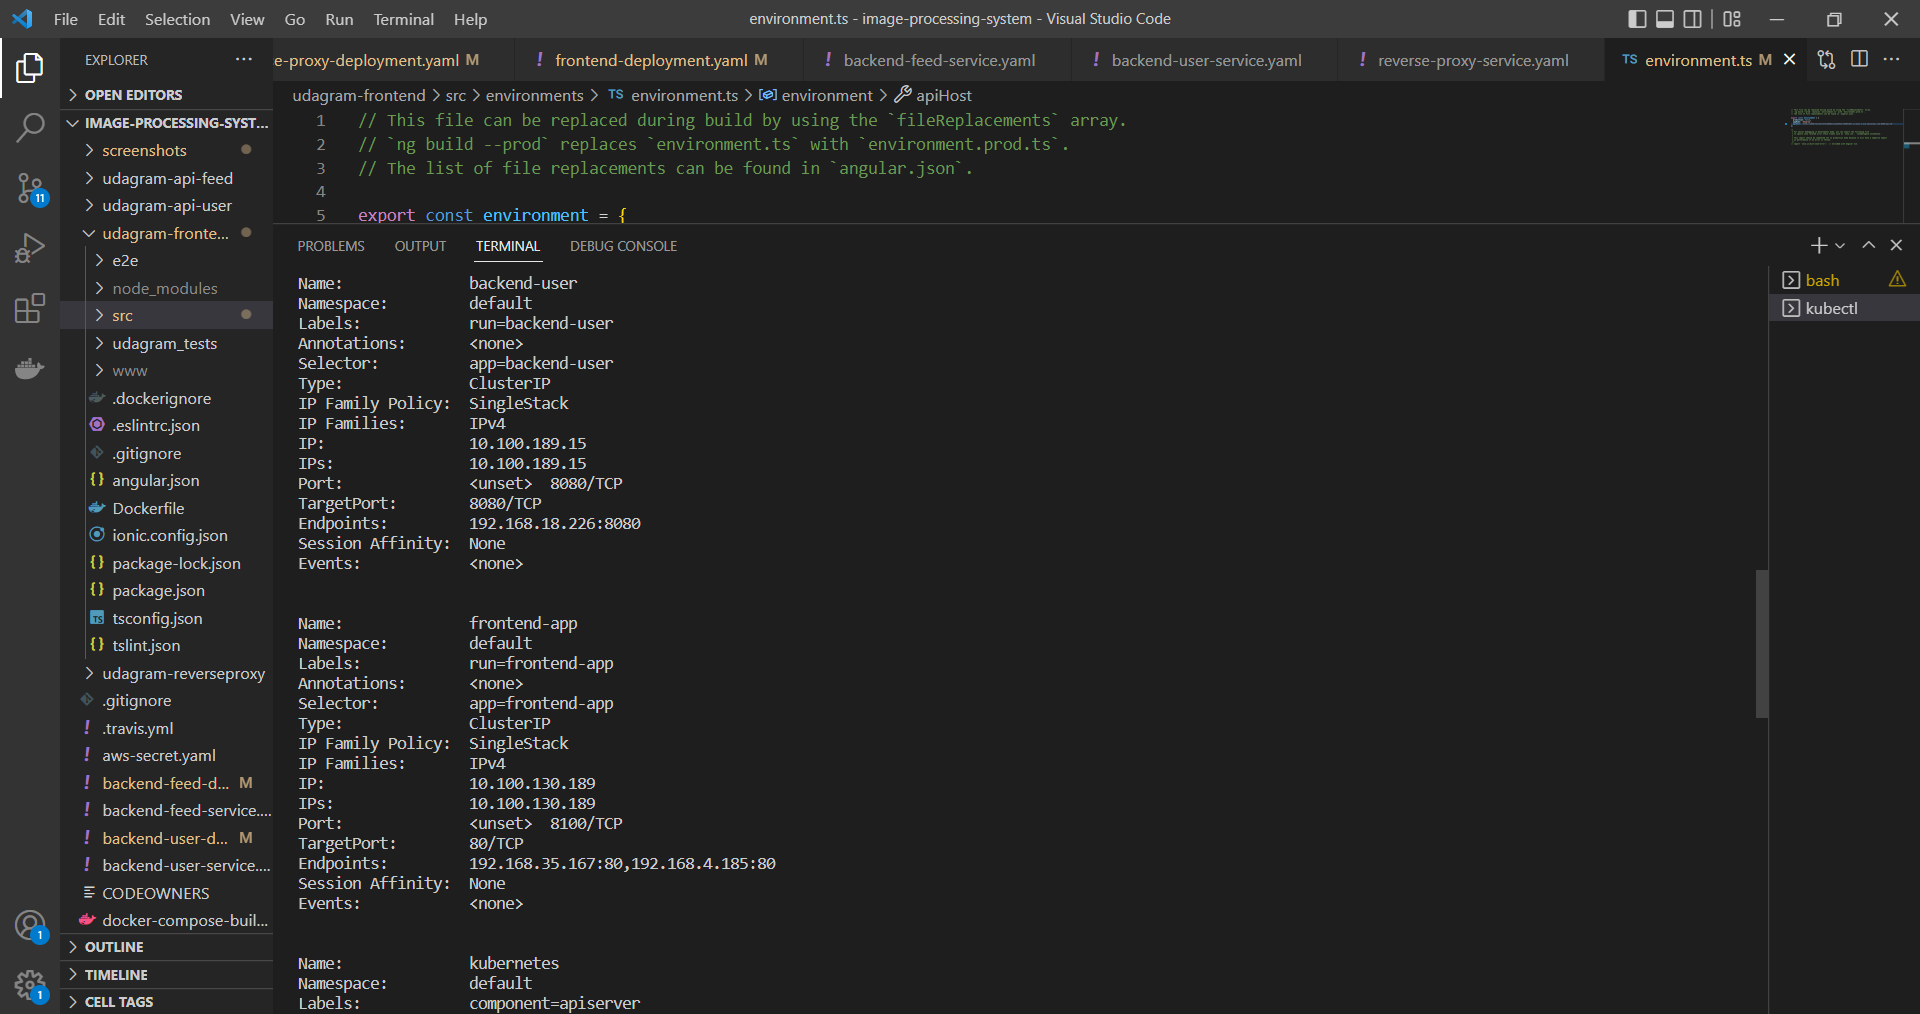 File Edit Selection View Go Run Terminal Help
environment.ts - image-processing-system - Visual Studio Code
EXPLORER
e-proxy-deployment.yaml M
! frontend-deployment.yaml M
! backend-feed-service.yaml
! backend-user-service.yaml
! reverse-proxy-service.yaml
TS environment.ts M
OPEN EDITORS
IMAGE-PROCESSING-SYST...
screenshots
udagram-api-feed
udagram-api-user
udagram-fronte...
e2e
node_modules
src
udagram_tests
www
.dockerignore
.eslintrc.json
.gitignore
{} angular.json
Dockerfile
ionic.config.json
{} package-lock.json
{} package.json
TS tsconfig.json
{} tslint.json
udagram-reverseproxy
.gitignore
! .travis.yml
! aws-secret.yaml
! backend-feed-d... M
! backend-feed-service....
! backend-user-d... M
! backend-user-service....
CODEOWNERS
docker-compose-buil...
OUTLINE
TIMELINE
CELL TAGS
11
1
1
udagram-frontend > src > environments > TS environment.ts > environment > apiHost
1 // This file can be replaced during build by using the `fileReplacements` array.
2 // `ng build --prod` replaces `environment.ts` with `environment.prod.ts`.
3 // The list of file replacements can be found in `angular.json`.
4
5 export const environment = {
PROBLEMS OUTPUT TERMINAL DEBUG CONSOLE
bash
kubectl
Name: backend-user
Namespace: default
Labels: run=backend-user
Annotations: <none>
Selector: app=backend-user
Type: ClusterIP
IP Family Policy: SingleStack
IP Families: IPv4
IP: 10.100.189.15
IPs: 10.100.189.15
Port: <unset> 8080/TCP
TargetPort: 8080/TCP
Endpoints: 192.168.18.226:8080
Session Affinity: None
Events: <none>
Name: frontend-app
Namespace: default
Labels: run=frontend-app
Annotations: <none>
Selector: app=frontend-app
Type: ClusterIP
IP Family Policy: SingleStack
IP Families: IPv4
IP: 10.100.130.189
IPs: 10.100.130.189
Port: <unset> 8100/TCP
TargetPort: 80/TCP
Endpoints: 192.168.35.167:80,192.168.4.185:80
Session Affinity: None
Events: <none>
Name: kubernetes
Namespace: default
Labels: component=apiserver